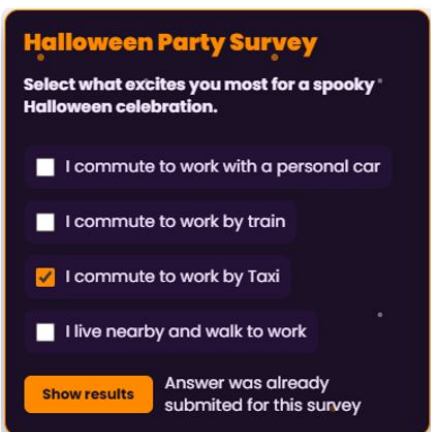 Halloween Party Survey
Select what excites you most for a spooky
Halloween celebration.
I commute to work with a personal car
I commute to work by train
I commute to work by Taxi
I live nearby and walk to work
Show results
Answer was already
submited for this survey